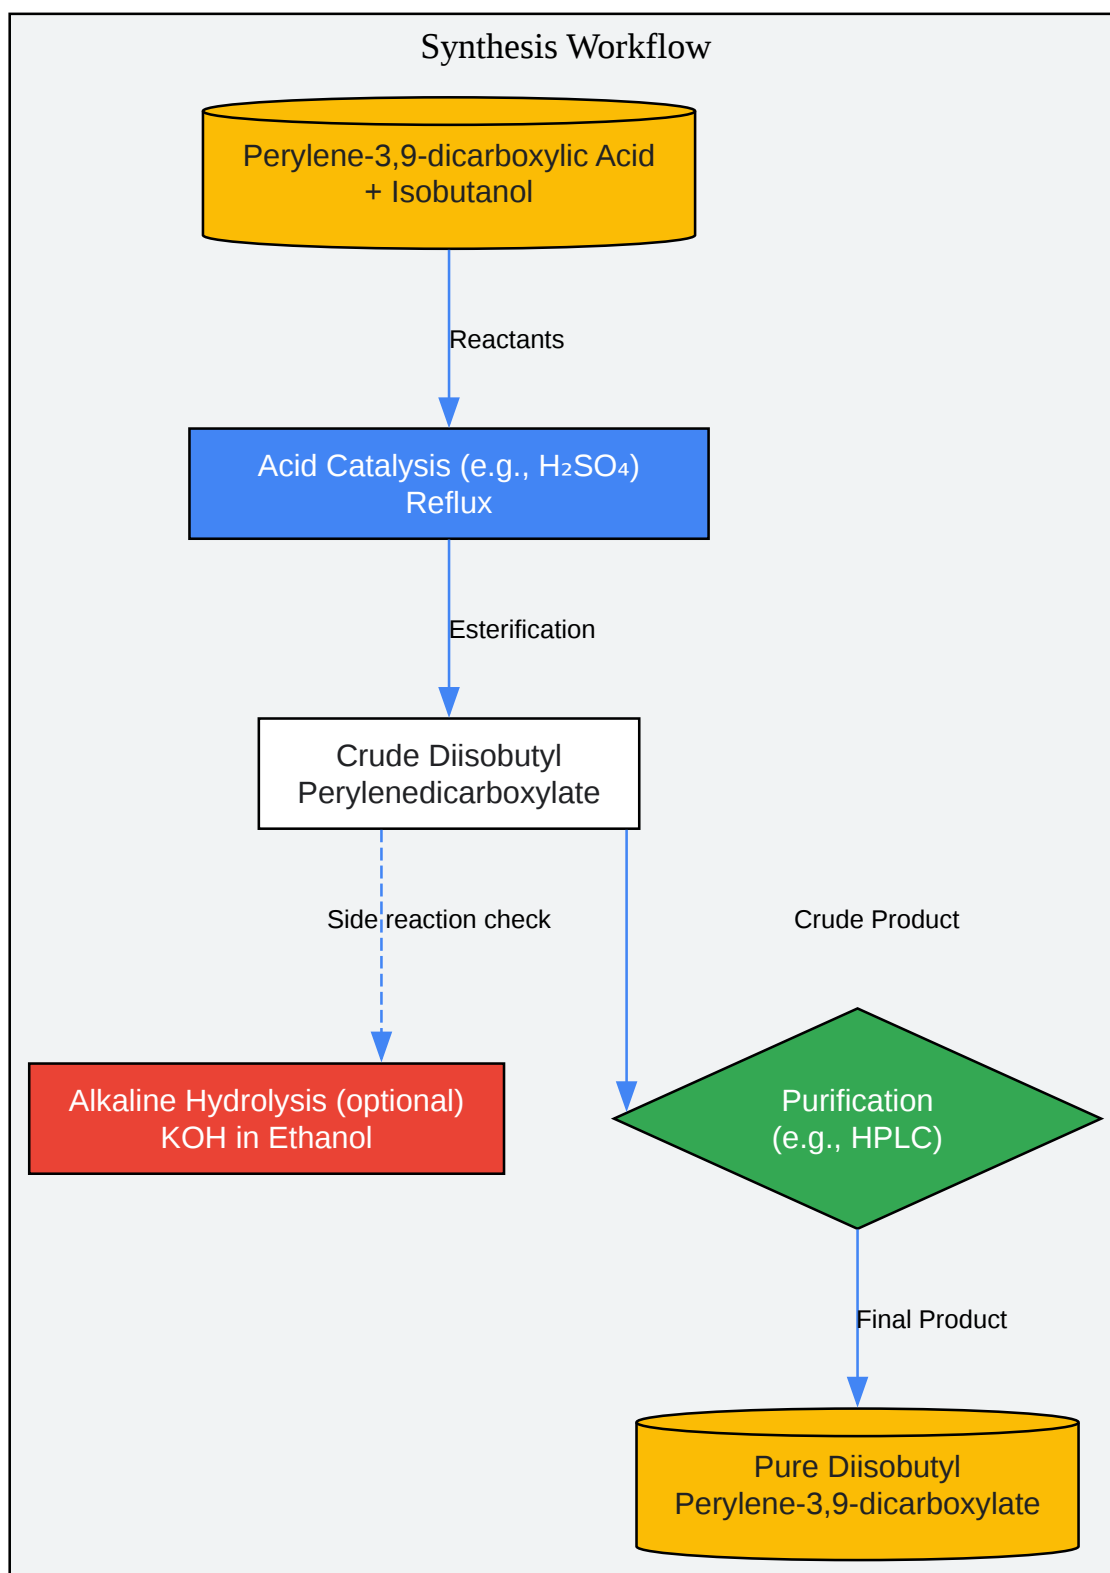 Synthesis Workflow
Perylene-3,9-dicarboxylic Acid
+ Isobutanol
Reactants
Acid Catalysis (e.g., H₂SO₄)
Reflux
Esterification
Crude Diisobutyl
Perylenedicarboxylate
Side reaction check
Crude Product
Alkaline Hydrolysis (optional)
KOH in Ethanol
Purification
(e.g., HPLC)
Final Product
Pure Diisobutyl
Perylene-3,9-dicarboxylate